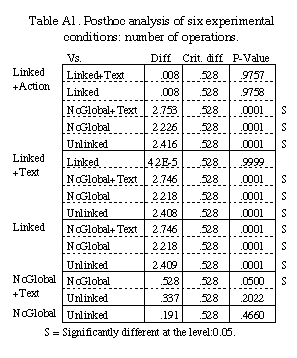 Table A1. Posthoc analysis of six experimental
conditions: number of operations.
Vs. Diff Crit. diff P-Value
Linked
+Action
Linked+Text .008 .528 .9757
Linked .008 .528 .9758
NoGlobal+Text 2.753 .528 .0001 S
NoGlobal 2.226 .528 .0001 S
Unlinked 2.416 .528 .0001 S
Linked
+Text
Linked 4.2E-5 .528 .9999
NoGlobal+Text 2.746 .528 .0001 S
NoGlobal 2.218 .528 .0001 S
Unlinked 2.408 .528 .0001 S
Linked NoGlobal+Text 2.746 .528 .0001 S
NoGlobal 2.218 .528 .0001 S
Unlinked 2.409 .528 .0001 S
NoGlobal
+Text
NoGlobal .528 .528 .0500 S
Unlinked .337 .528 .2022
NoGlobal Unlinked .191 .528 .4660
S = Significantly different at the level:0.05.